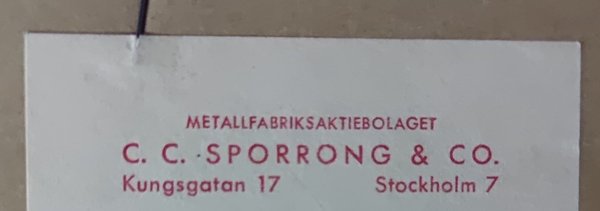 METALLFABRIKSAKTIEBOLAGET
C. C. SPORRONG & CO.
Kungsgatan 17 Stockholm 7